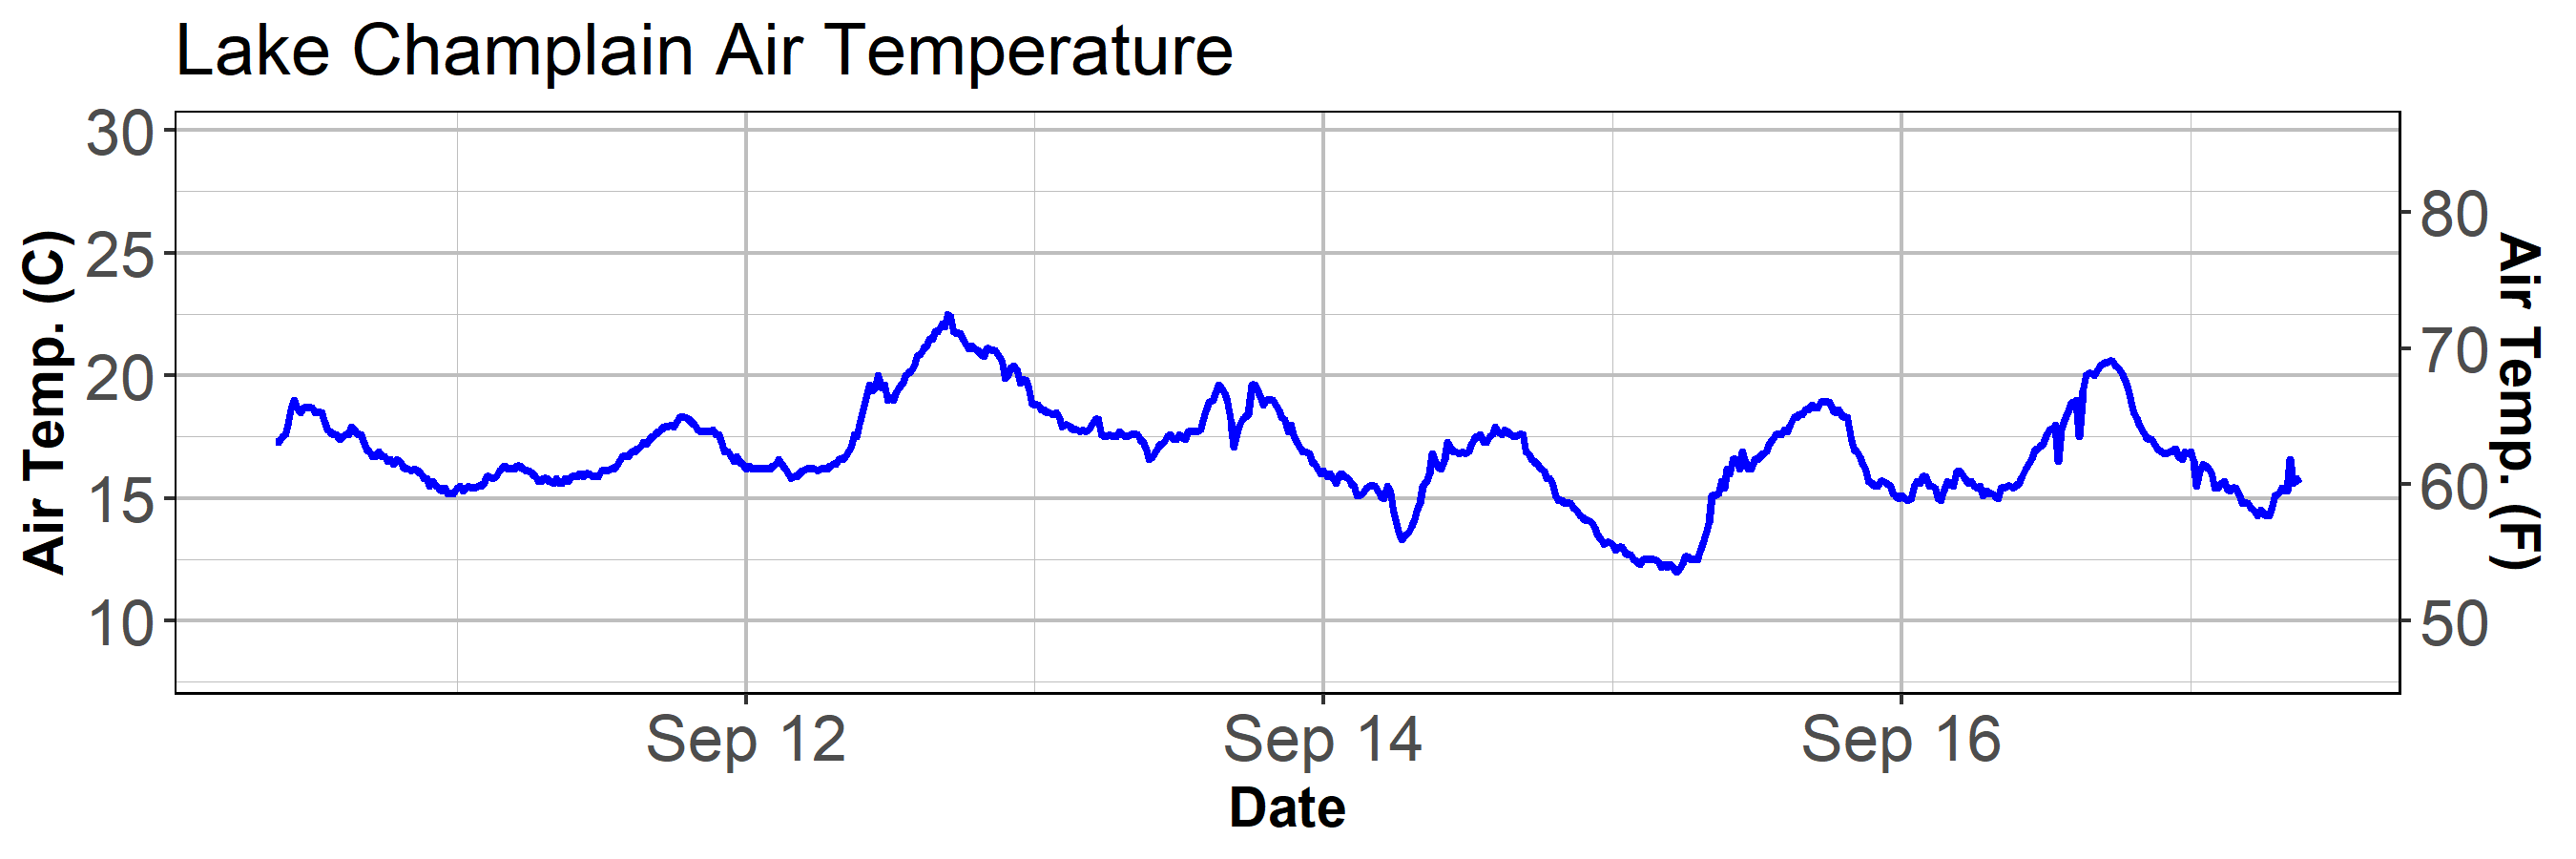 Lake Champlain Air Temperature
Air Temp. (C)
30
25
20
15
10
80
70
60
50
Air Temp. (F)
Sep 12 Sep 14 Sep 16
Date